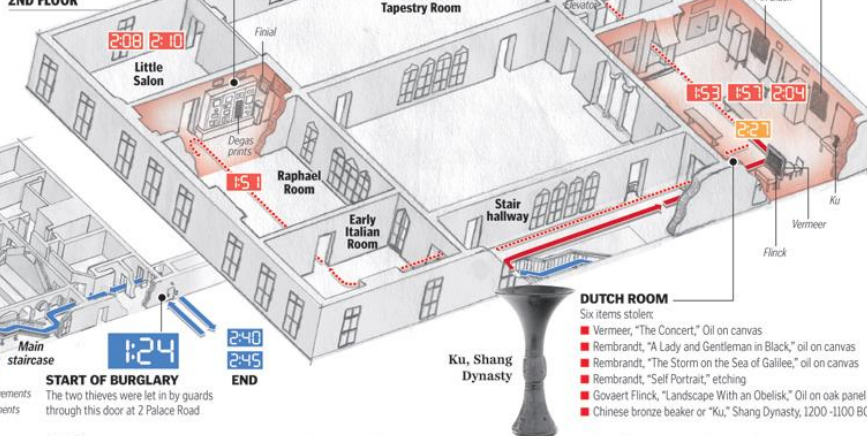 2ND FLOOR
Tapestry Room
Elevator
2:08 2:10
Finial
Little
Salon
Degas
prints
1:51
Raphael
Room
Early
Italian
Room
Stair
hallway
1:53 1:57 2:04
2:27
Ku
Vermeer
Flinck
Main
staircase
1:24
START OF BURGLARY
The two thieves were let in by guards
through this door at 2 Palace Road
2:40
2:45
END
Ku, Shang
Dynasty
DUTCH ROOM
Six items stolen:
Vermeer, “The Concert,” Oil on canvas
Rembrandt, “A Lady and Gentleman in Black,” oil on canvas
Rembrandt, “The Storm on the Sea of Galilee,” oil on canvas
Rembrandt, “Self Portrait,” etching
Govaert Flinck, “Landscape With an Obelisk,” Oil on oak panel
Chinese bronze beaker or “Ku,” Shang Dynasty, 1200 -1100 BC